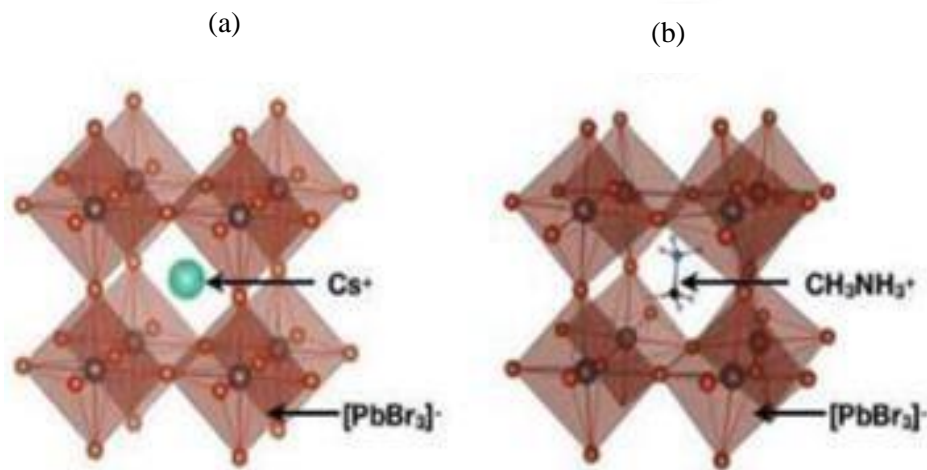 (a)
(b)
Cs⁺
CH₃NH₃⁺
[PbBr₃]⁻
[PbBr₃]⁻